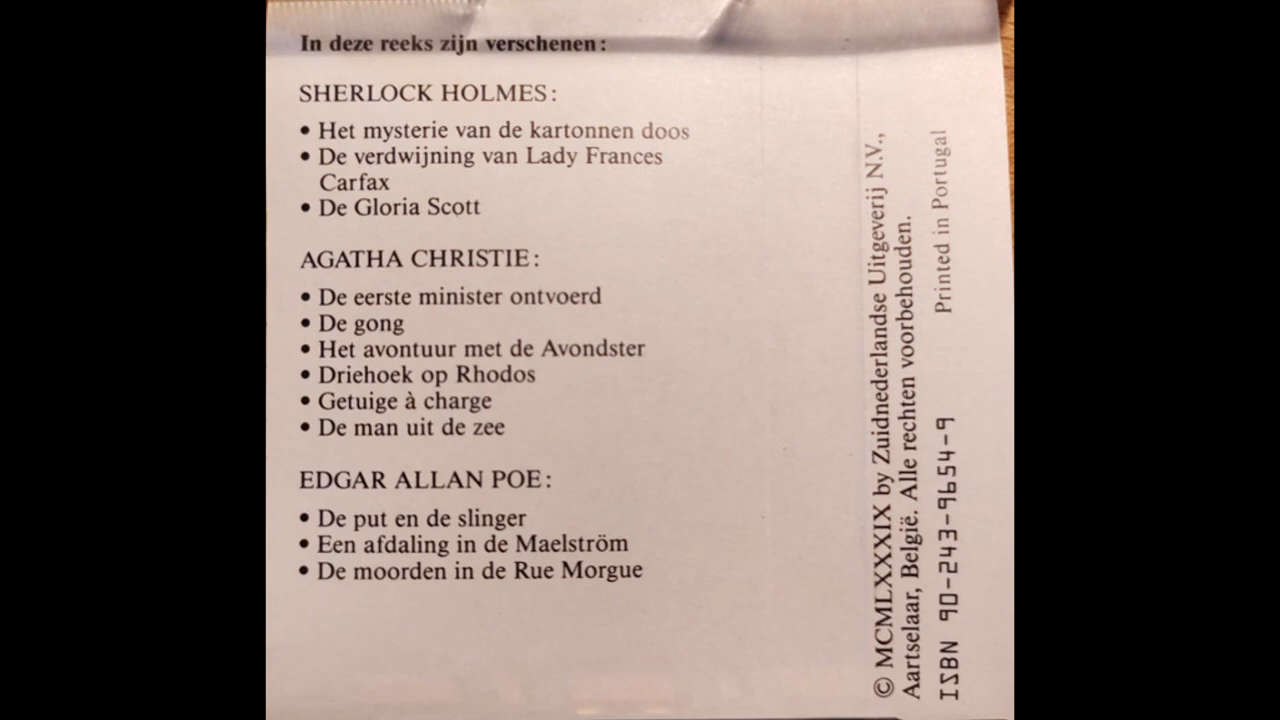 In deze reeks zijn verschenen:
SHERLOCK HOLMES:
• Het mysterie van de kartonnen doos
• De verdwijning van Lady Frances
Carfax
• De Gloria Scott
AGATHA CHRISTIE:
• De eerste minister ontvoerd
• De gong
• Het avontuur met de Avondster
• Driehoek op Rhodos
• Getuige à charge
• De man uit de zee
EDGAR ALLAN POE:
• De put en de slinger
• Een afdaling in de Maelström
• De moorden in de Rue Morgue
© MCMLXXXIX by Zuidnederlandse Uitgeverij N.V.,
Aartselaar, België. Alle rechten voorbehouden.
ISBN 90-243-9654-9 Printed in Portugal